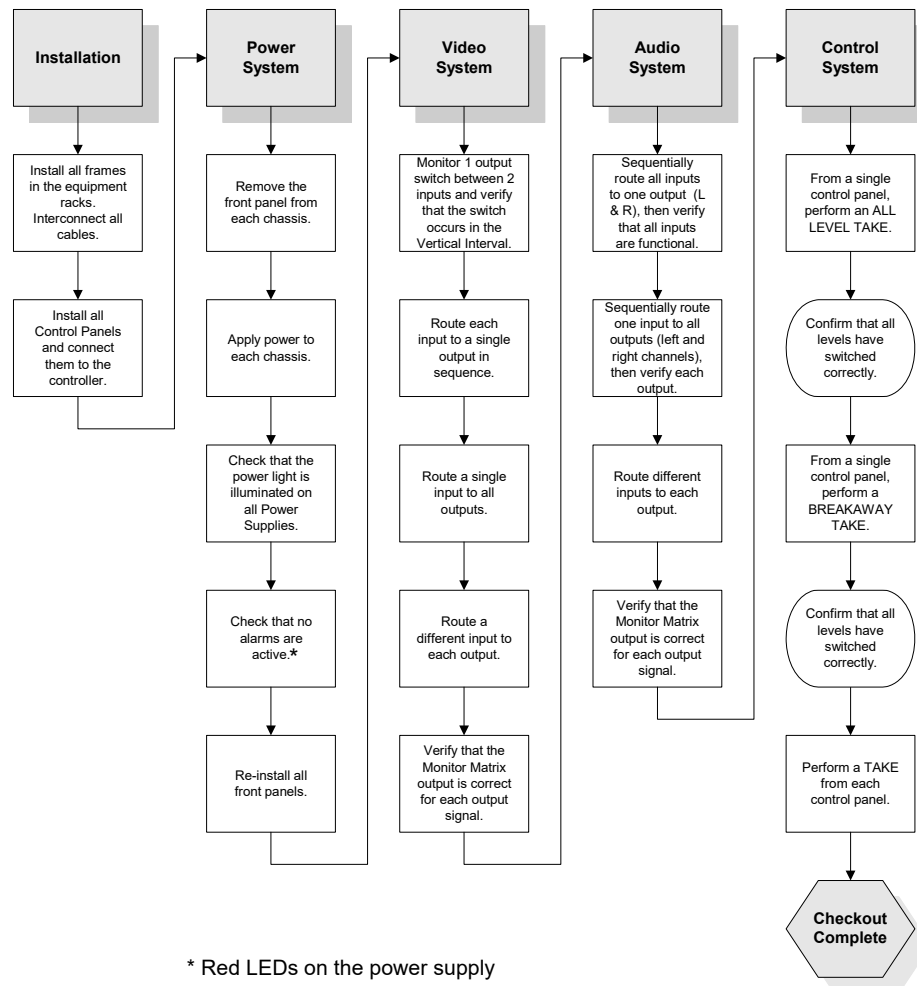 Installation
Install all frames
in the equipment
racks.
Interconnect all
cables.
Install all
Control Panels
and connect
them to the
controller.
Power
System
Remove the
front panel from
each chassis.
Apply power to
each chassis.
Check that the
power light is
illuminated on
all Power
Supplies.
Check that no
alarms are
active.*
Re-install all
front panels.
Video
System
Monitor 1 output
switch between 2
inputs and verify
that the switch
occurs in the
Vertical Interval.
Route each
input to a single
output in
sequence.
Route a single
input to all
outputs.
Route a
different input to
each output.
Verify that the
Monitor Matrix
output is correct
for each output
signal.
Audio
System
Sequentially
route all inputs
to one output  (L
& R), then verify
that all inputs
are functional.
Sequentially route
one input to all
outputs (left and
right channels),
then verify each
output.
Route different
inputs to each
output.
Verify that the
Monitor Matrix
output is correct
for each output
signal.
Control
System
From a single
control panel,
perform an ALL
LEVEL TAKE.
Confirm that all
levels have
switched
correctly.
From a single
control panel,
perform a
BREAKAWAY
TAKE.
Confirm that all
levels have
switched
correctly.
Perform a TAKE
from each
control panel.
Checkout
Complete
* Red LEDs on the power supply